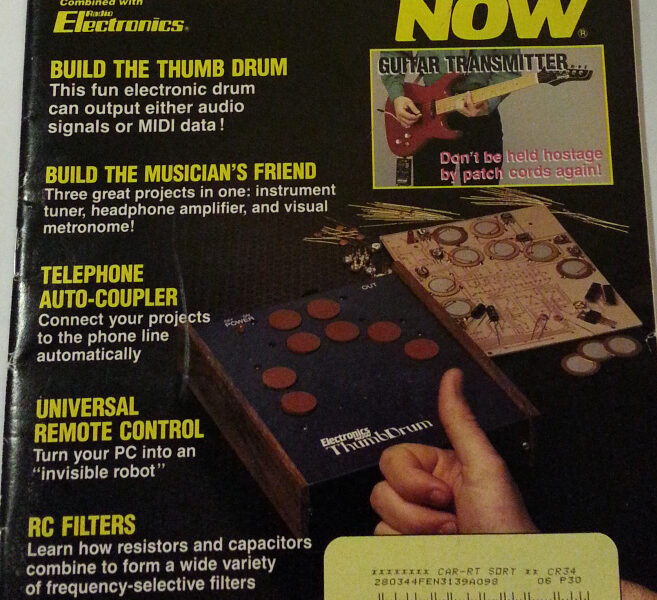 Combined with
Radio
Electronics®
NOW®
BUILD THE THUMB DRUM
This fun electronic drum
can output either audio
signals or MIDI data!
GUITAR TRANSMITTER
Don't be held hostage
by patch cords again!
BUILD THE MUSICIAN'S FRIEND
Three great projects in one: instrument
tuner, headphone amplifier, and visual
metronome!
TELEPHONE
AUTO-COUPLER
Connect your projects
to the phone line
automatically
UNIVERSAL
REMOTE CONTROL
Turn your PC into an
"invisible robot"
RC FILTERS
Learn how resistors and capacitors
combine to form a wide variety
of frequency-selective filters
OUT
OFF ON
POWER
Electronics
ThumbDrum
******** CAR-RT SORT ** CR34
280344FEN3139A098 06 P30